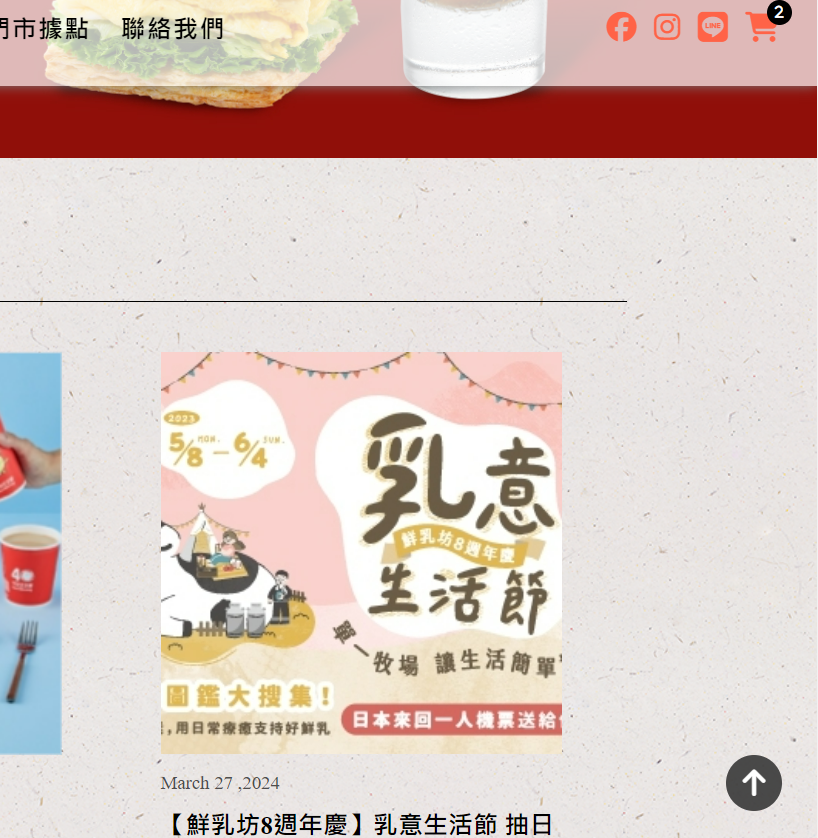 市據點 聯絡我們
LINE
2
2023
5/8 MON. - 6/4 SUN.
乳意
鮮乳坊8週年慶
生活節
單一牧場 讓生活簡單
圖鑑大搜集！
,用日常療癒支持好鮮乳
日本來回一人機票送給
40
March 27 ,2024
【鮮乳坊8週年慶】乳意生活節 抽日